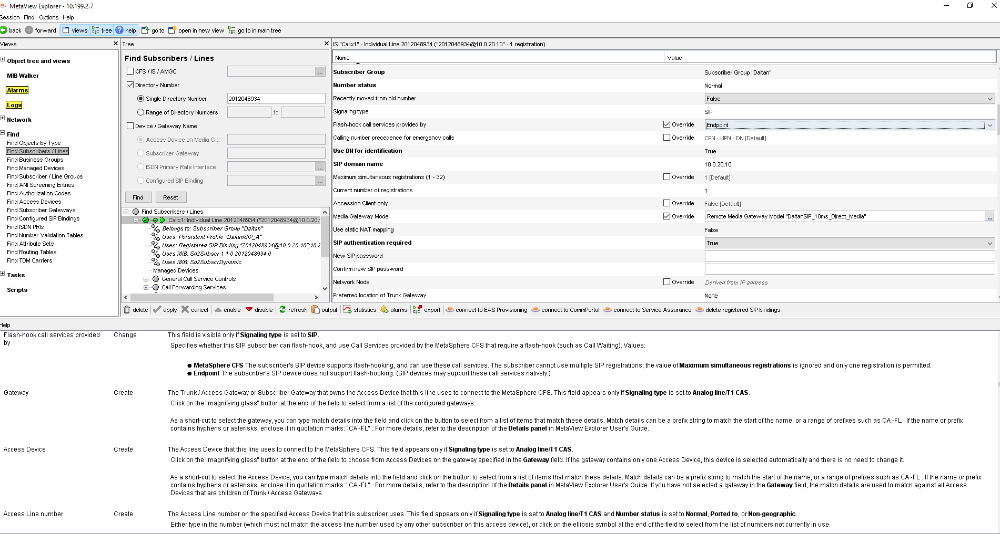 MetaView Explorer - 10.199.2.7
Session Find Options Help
back forward views tree help go to open in new view go to in main tree
Views
Object tree and views
MIB Walker
Alarms
Logs
Network
Find
Find Objects by Type
Find Subscribers / Lines
Find Business Groups
Find Managed Devices
Find Subscriber / Line Groups
Find ANI Screening Entries
Find Authorization Codes
Find Access Devices
Find Subscriber Gateways
Find Configured SIP Bindings
Find ISDN PRIs
Find Number Validation Tables
Find Attribute Sets
Find Routing Tables
Find TDM Carriers
Tasks
Scripts
Tree
Find Subscribers / Lines
CFS / IS / AMGC ...
Directory Number
Single Directory Number 2012048934
Range of Directory Numbers to
Device / Gateway Name
Access Device on Media G...
Subscriber Gateway
ISDN Primary Rate Interface ...
Configured SIP Binding ...
Find Reset
Find Subscribers / Lines
Calix1: Individual Line 2012048934 ("2012048934@10.0.20.
Belongs to: Subscriber Group "Daitan"
Uses: Persistent Profile "DaitanSIP_A"
Uses: Registered SIP Binding "2012048934@10.0.20.10";10.2
Uses MIB: Sd2Subscr 1 1 0 2012048934 0
Uses MIB: Sd2SubscrDynamic
Managed Devices
General Call Service Controls
Call Forwarding Services
IS "Calix1" - Individual Line 2012048934 ("2012048934@10.0.20.10" - 1 registration)
Name Value
Subscriber Group Subscriber Group "Daitan"
Number status Normal
Recently moved from old number False
Signaling type SIP
Flash-hook call services provided by Override Endpoint
Calling number precedence for emergency calls Override CPN - UPN - DN [Default]
Use DN for identification True
SIP domain name 10.0.20.10
Maximum simultaneous registrations (1 - 32) Override 1 [Default]
Current number of registrations 1
Accession Client only Override False [Default]
Media Gateway Model Override Remote Media Gateway Model "DaitanSIP_10ms_Direct_Media" ...
Use static NAT mapping False
SIP authentication required True
New SIP password
Confirm new SIP password
Network Node Override Derived from IP address
Preferred location of Trunk Gateway None
delete apply cancel enable disable refresh output statistics alarms export connect to EAS Provisioning connect to CommPortal connect to Service Assurance delete registered SIP bindings
Help
Flash-hook call services provided by Change This field is visible only if Signaling type is set to SIP.
Specifies whether this SIP subscriber can flash-hook, and use Call Services provided by the MetaSphere CFS that require a flash-hook (such as Call Waiting). Values:
● MetaSphere CFS The subscriber's SIP device supports flash-hooking, and can use these call services. The subscriber cannot use multiple SIP registrations; the value of Maximum simultaneous registrations is ignored and only one registration is permitted.
● Endpoint The subscriber's SIP device does not support flash-hooking. (SIP devices may support these call services natively.)
Gateway Create The Trunk / Access Gateway or Subscriber Gateway that owns the Access Device that this line uses to connect to the MetaSphere CFS. This field appears only if Signaling type is set to Analog line/T1 CAS.
Click on the "magnifying glass" button at the end of the field to select from a list of the configured gateways.
As a short-cut to select the gateway, you can type match details into the field and click on the button to select from a list of items that match these details. Match details can be a prefix string to match the start of the name, or a range of prefixes such as CA-FL . If the name or prefix
contains hyphens or asterisks, enclose it in quotation marks: "CA-FL" . For more details, refer to the description of the Details panel in MetaView Explorer User's Guide.
Access Device Create The Access Device that this line uses to connect to the MetaSphere CFS. This field appears only if Signaling type is set to Analog line/T1 CAS.
Click on the "magnifying glass" button at the end of the field to choose from Access Devices on the gateway specified in the Gateway field. If the gateway contains only one Access Device, this device is selected automatically and there is no need to change it.
As a short-cut to select the Access Device, you can type match details into the field and click on the button to select from a list of items that match these details. Match details can be a prefix string to match the start of the name, or a range of prefixes such as CA-FL . If the name or prefix
contains hyphens or asterisks, enclose it in quotation marks: "CA-FL" . For more details, refer to the description of the Details panel in MetaView Explorer User's Guide. If you have not selected a gateway in the Gateway field, the match details are used to match against all Access
Devices that are children of Trunk / Access Gateways.
Access Line number Create The Access Line number on the specified Access Device that this subscriber uses. This field appears only if Signaling type is set to Analog line/T1 CAS and Number status is set to Normal, Ported to, or Non-geographic.
Either type in the number (which must not match the access line number used by any other subscriber on this access device), or click on the ellipsis symbol at the end of the field to select from the list of numbers not currently in use.